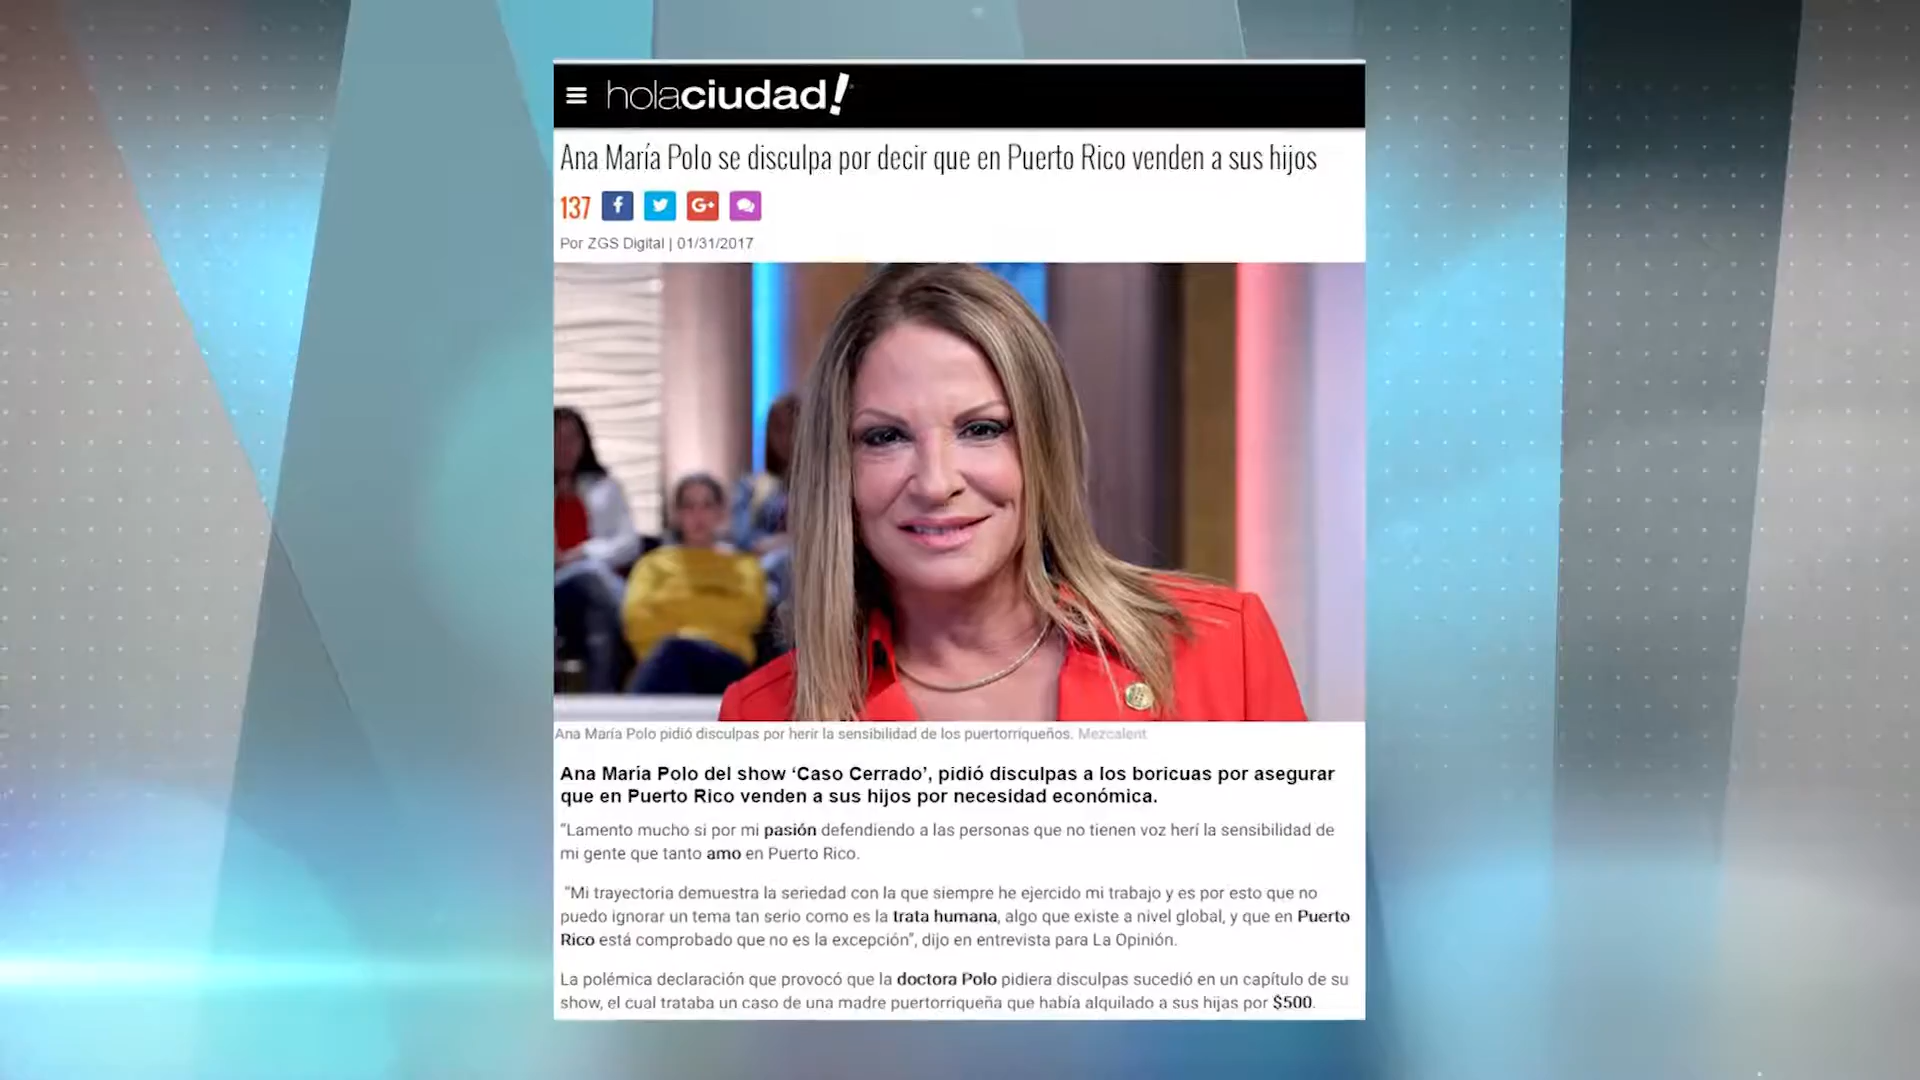 holaciudad!
Ana María Polo se disculpa por decir que en Puerto Rico venden a sus hijos
137
Por ZGS Digital | 01/31/2017
Ana María Polo pidió disculpas por herir la sensibilidad de los puertorriqueños. Mezcalent
Ana María Polo del show ‘Caso Cerrado’, pidió disculpas a los boricuas por asegurar
que en Puerto Rico venden a sus hijos por necesidad económica.
“Lamento mucho si por mi pasión defendiendo a las personas que no tienen voz herí la sensibilidad de
mi gente que tanto amo en Puerto Rico.
“Mi trayectoria demuestra la seriedad con la que siempre he ejercido mi trabajo y es por esto que no
puedo ignorar un tema tan serio como es la trata humana, algo que existe a nivel global, y que en Puerto
Rico está comprobado que no es la excepción”, dijo en entrevista para La Opinión.
La polémica declaración que provocó que la doctora Polo pidiera disculpas sucedió en un capítulo de su
show, el cual trataba un caso de una madre puertorriqueña que había alquilado a sus hijas por $500.